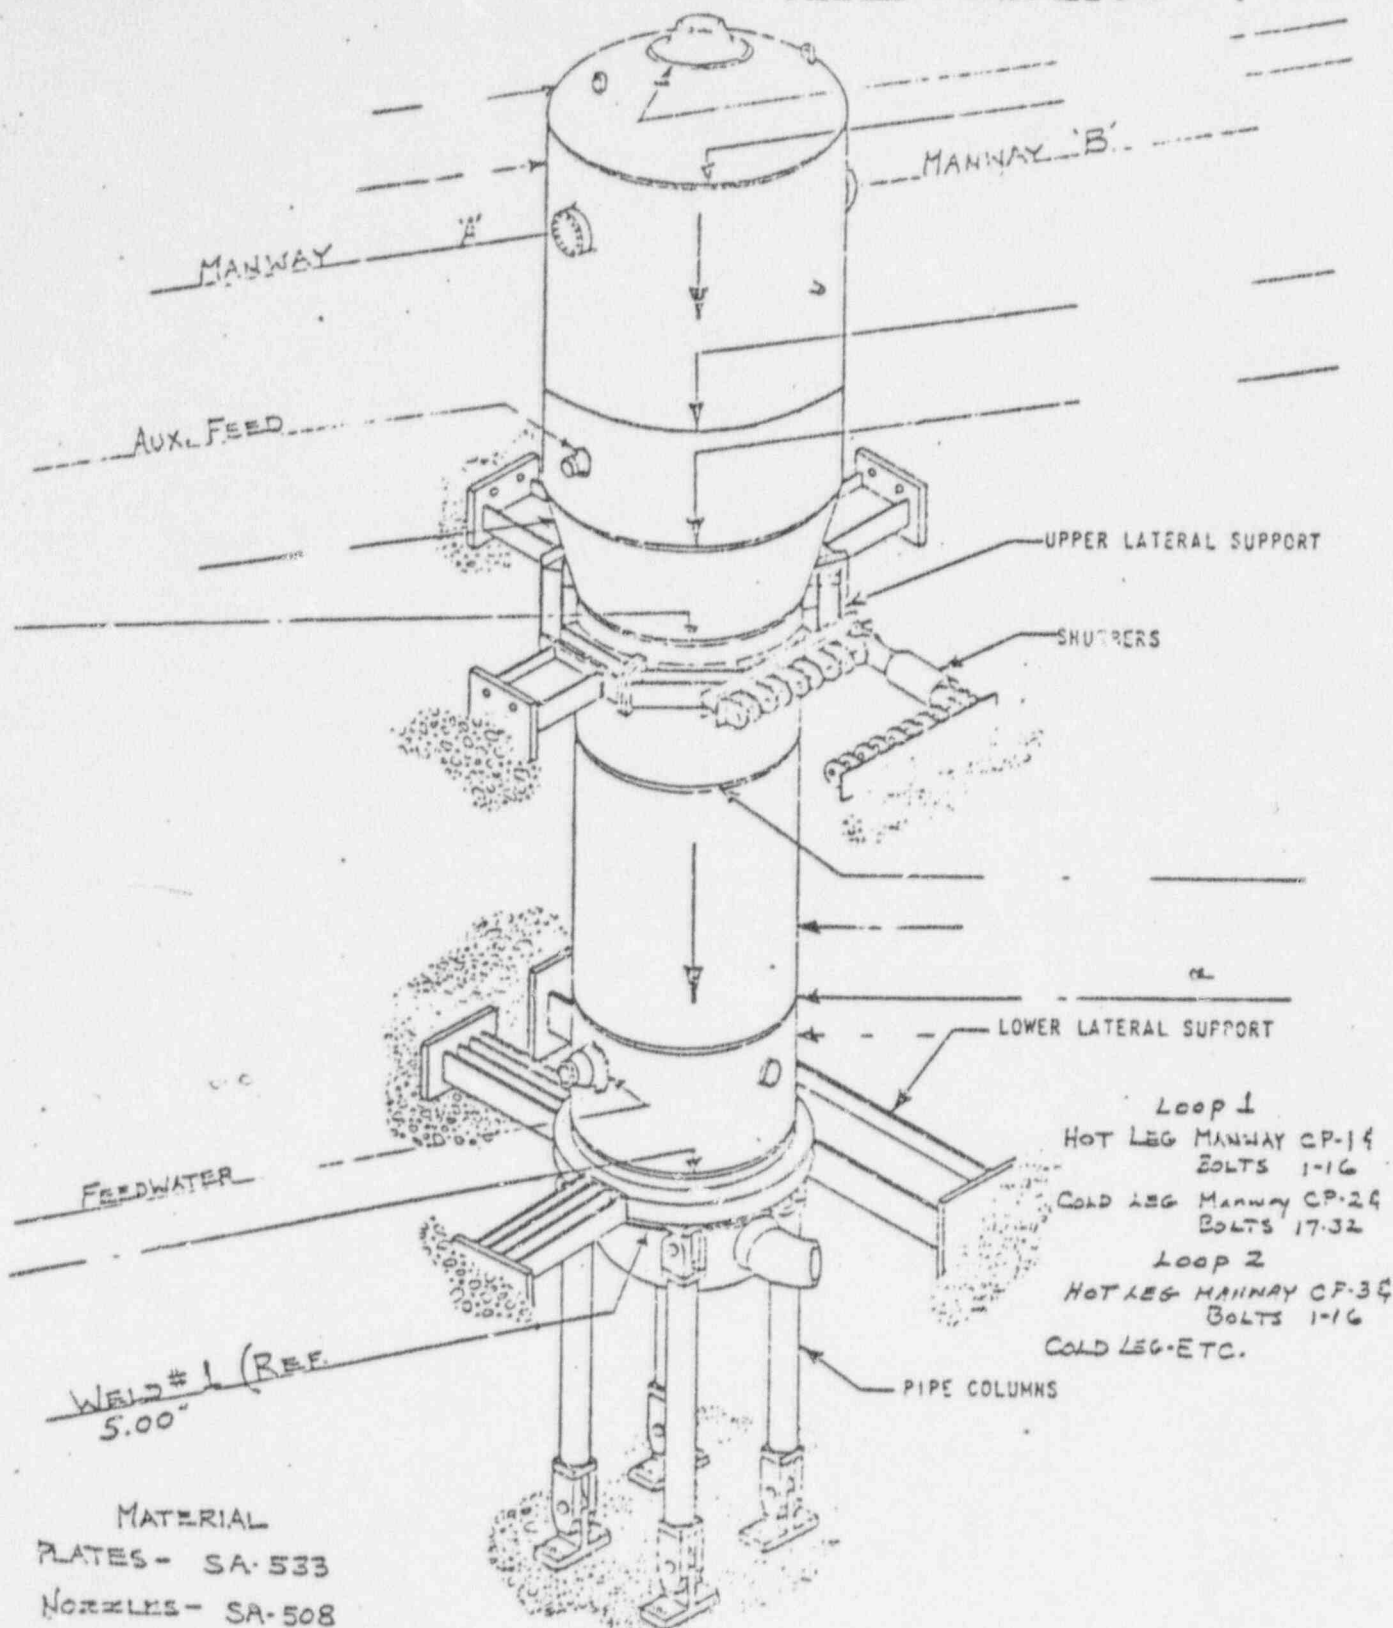 MANWAY 'B'
MANWAY 'A'
AUX. FEED
UPPER LATERAL SUPPORT
SNUBBERS
LOWER LATERAL SUPPORT
LOOP 1
HOT LEG MANWAY CP-1 &
BOLTS 1-16
COLD LEG MANWAY CP-2 &
BOLTS 17-32
LOOP 2
HOT LEG MANWAY CP-3 &
BOLTS 1-16
COLD LEG-ETC.
FEEDWATER
WELD # 1 (REF.
5.00"
PIPE COLUMNS
MATERIAL
PLATES - SA-533
NOZZLES - SA-508